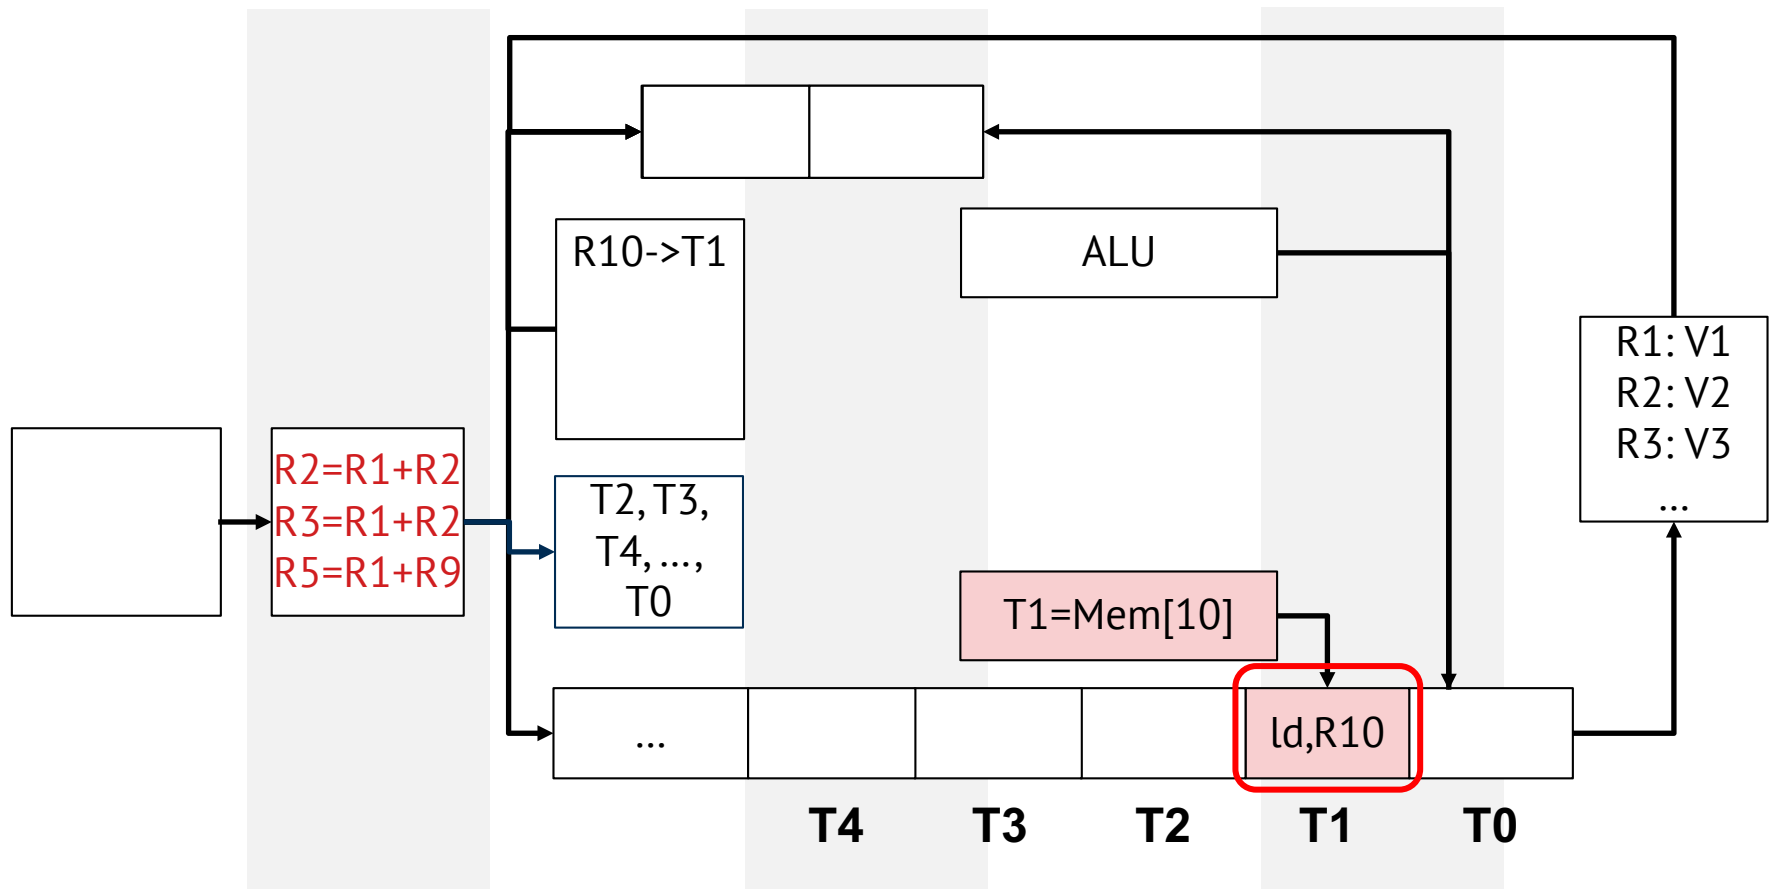 R10->T1
ALU
R1: V1
R2: V2
R3: V3
...
R2=R1+R2
R3=R1+R2
R5=R1+R9
T2, T3,
T4, ...,
T0
T1=Mem[10]
...
ld,R10
T4
T3
T2
T1
T0